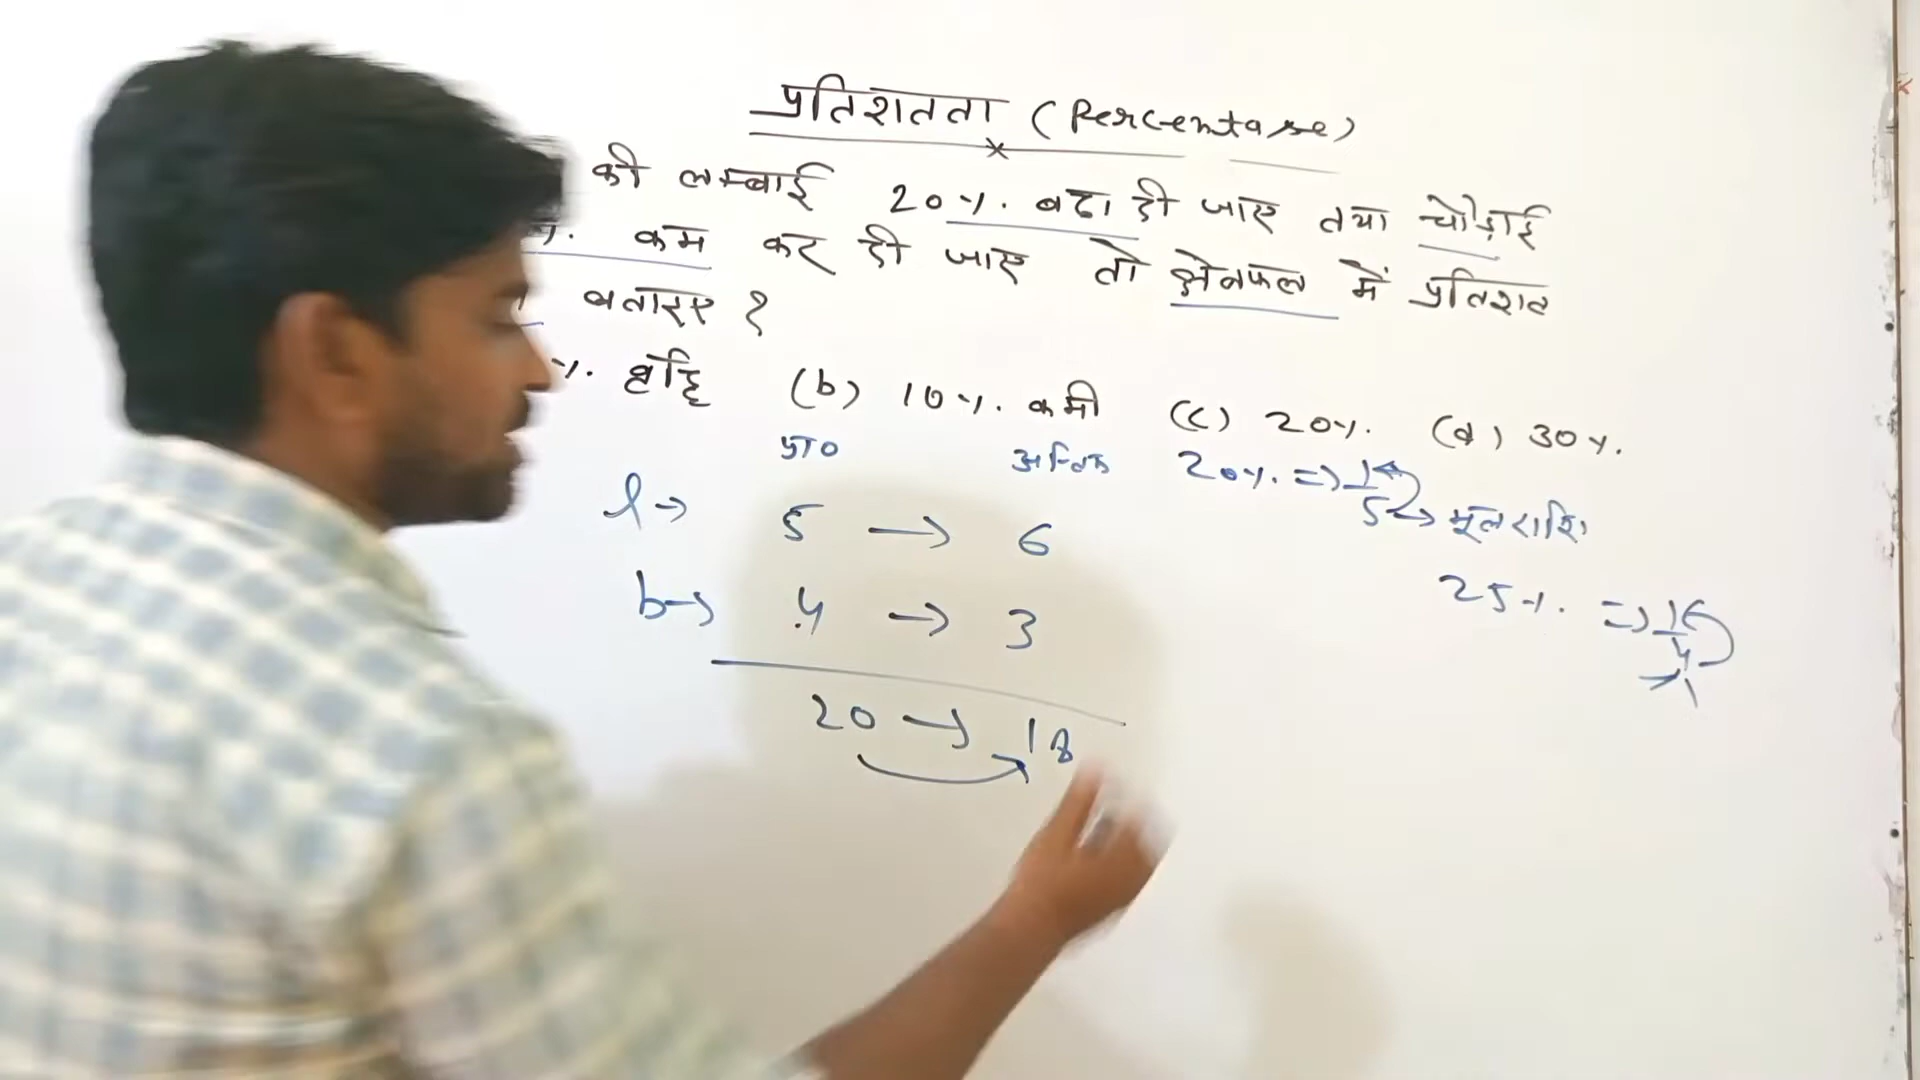 प्रतिशतता (Percentage)
की लम्बाई 20%. बढा दी जाए तथा चौड़ाई
%. कम कर दी जाए तो क्षेत्रफल में प्रतिशत
बताइए ?
%. वृद्धि (b) 10%. कमी (c) 20%. (d) 30%.
प्रा० अन्तिम 20%. => 1/5 → मूलराशि
l → 5 → 6
b → 4 → 3 25%. => 1/4
20 → 18